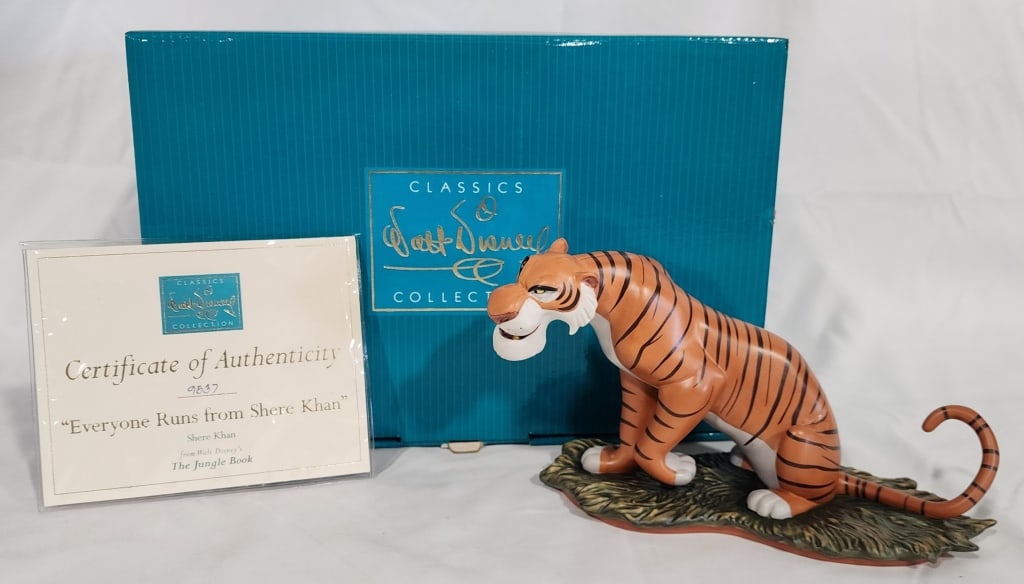 CLASSICS
Walt Disney
COLLEC
CLASSICS
Walt Disney
COLLECTION
Certificate of Authenticity
9837
"Everyone Runs from Shere Khan"
Shere Khan
from Walt Disney's
The Jungle Book